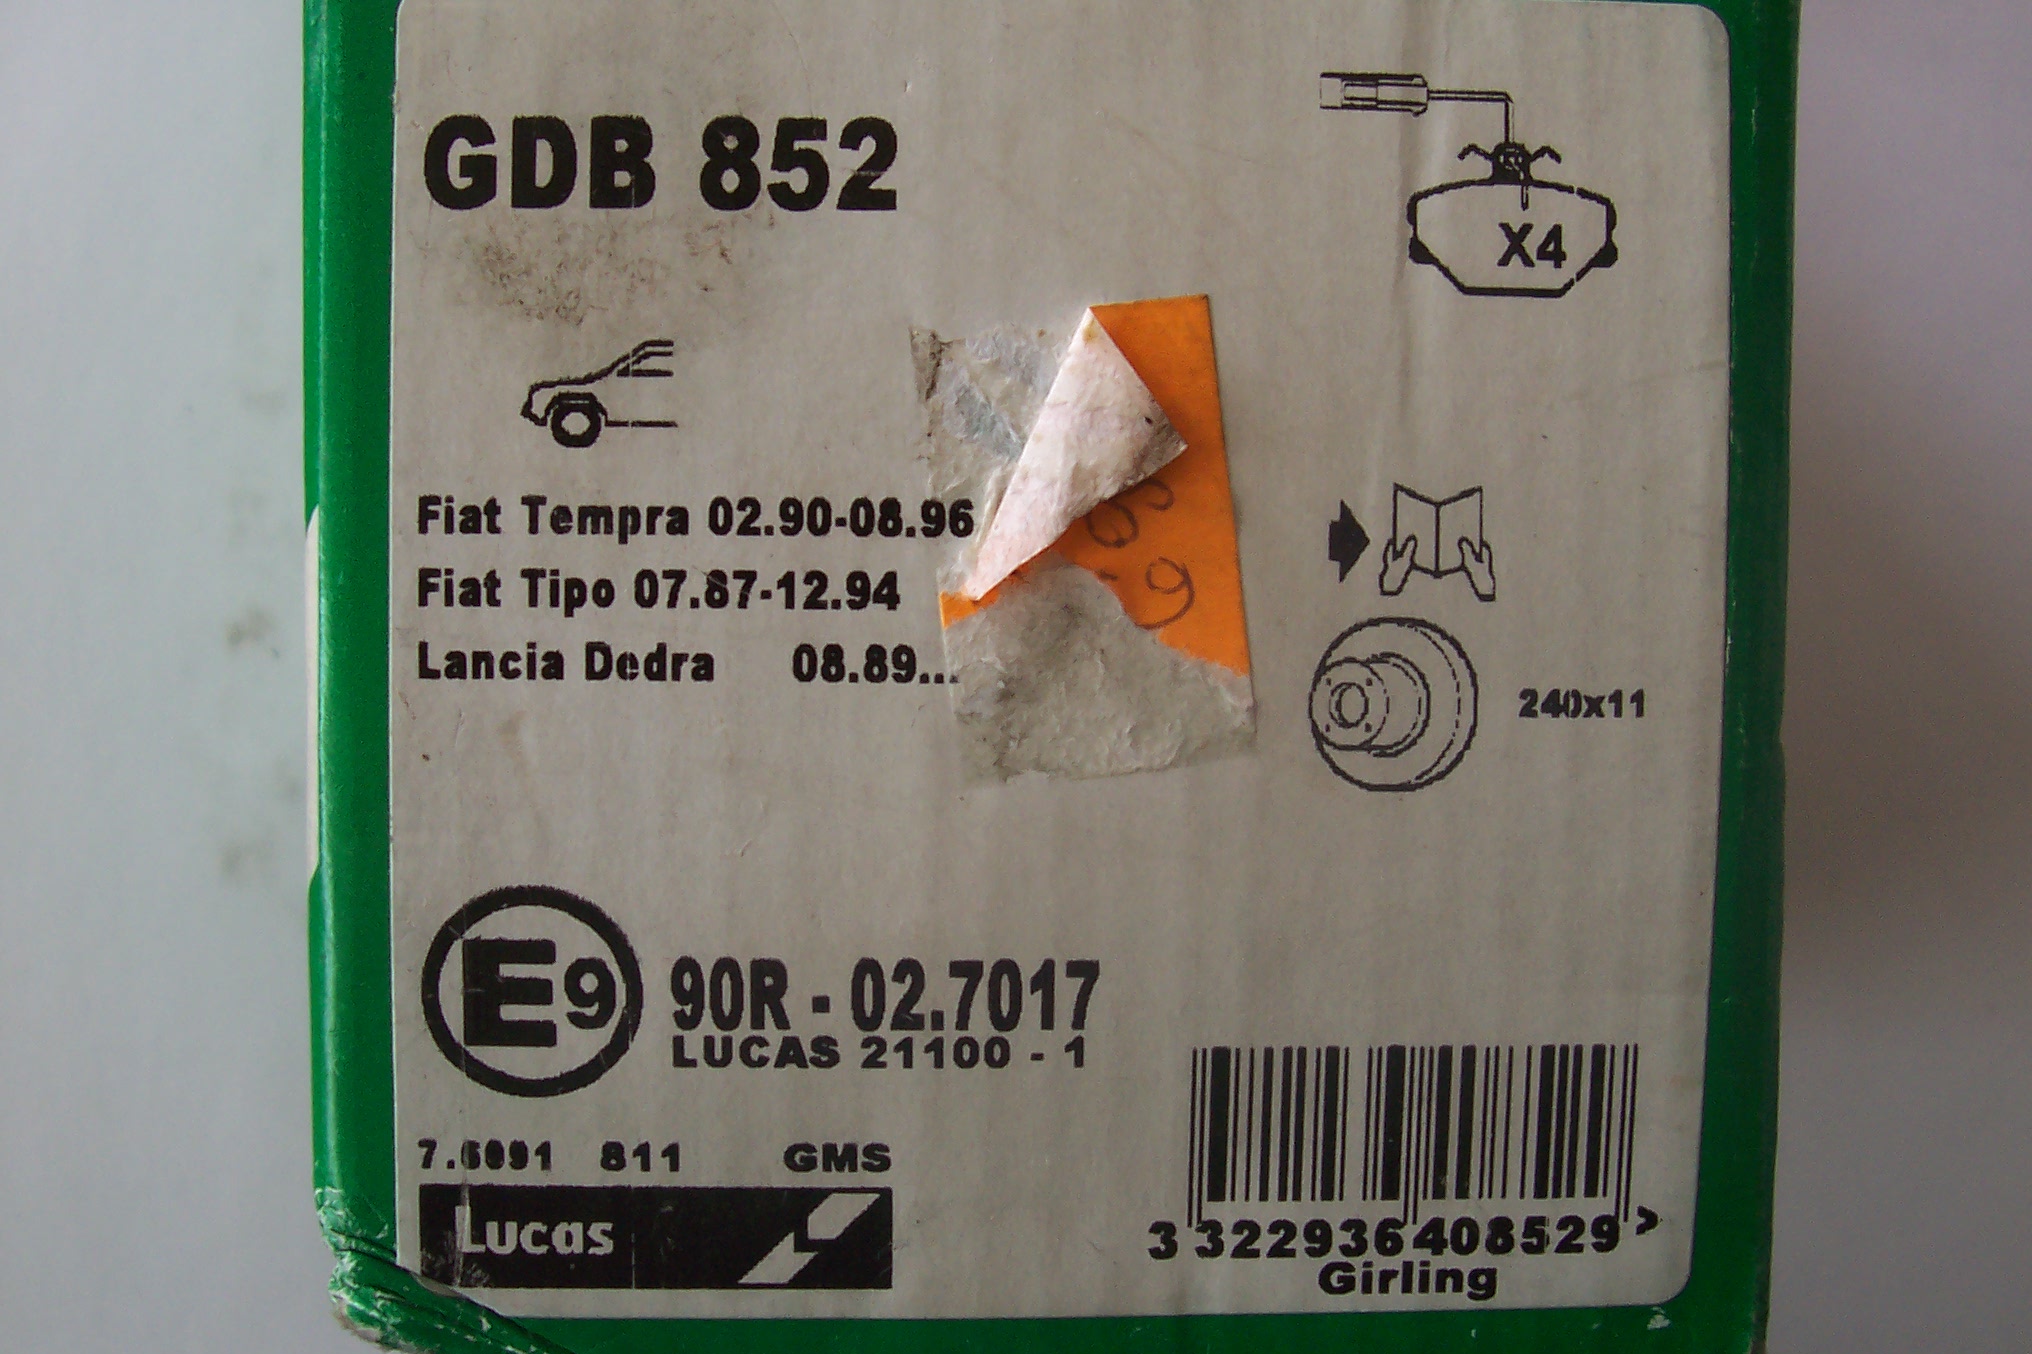 GDB 852
X4
Fiat Tempra 02.90-08.96
Fiat Tipo 07.87-12.94
Lancia Dedra 08.89...
240x11
E9
90R - 02.7017
LUCAS 21100 - 1
811 GMS
Lucas
3 322936 408529 >
Girling